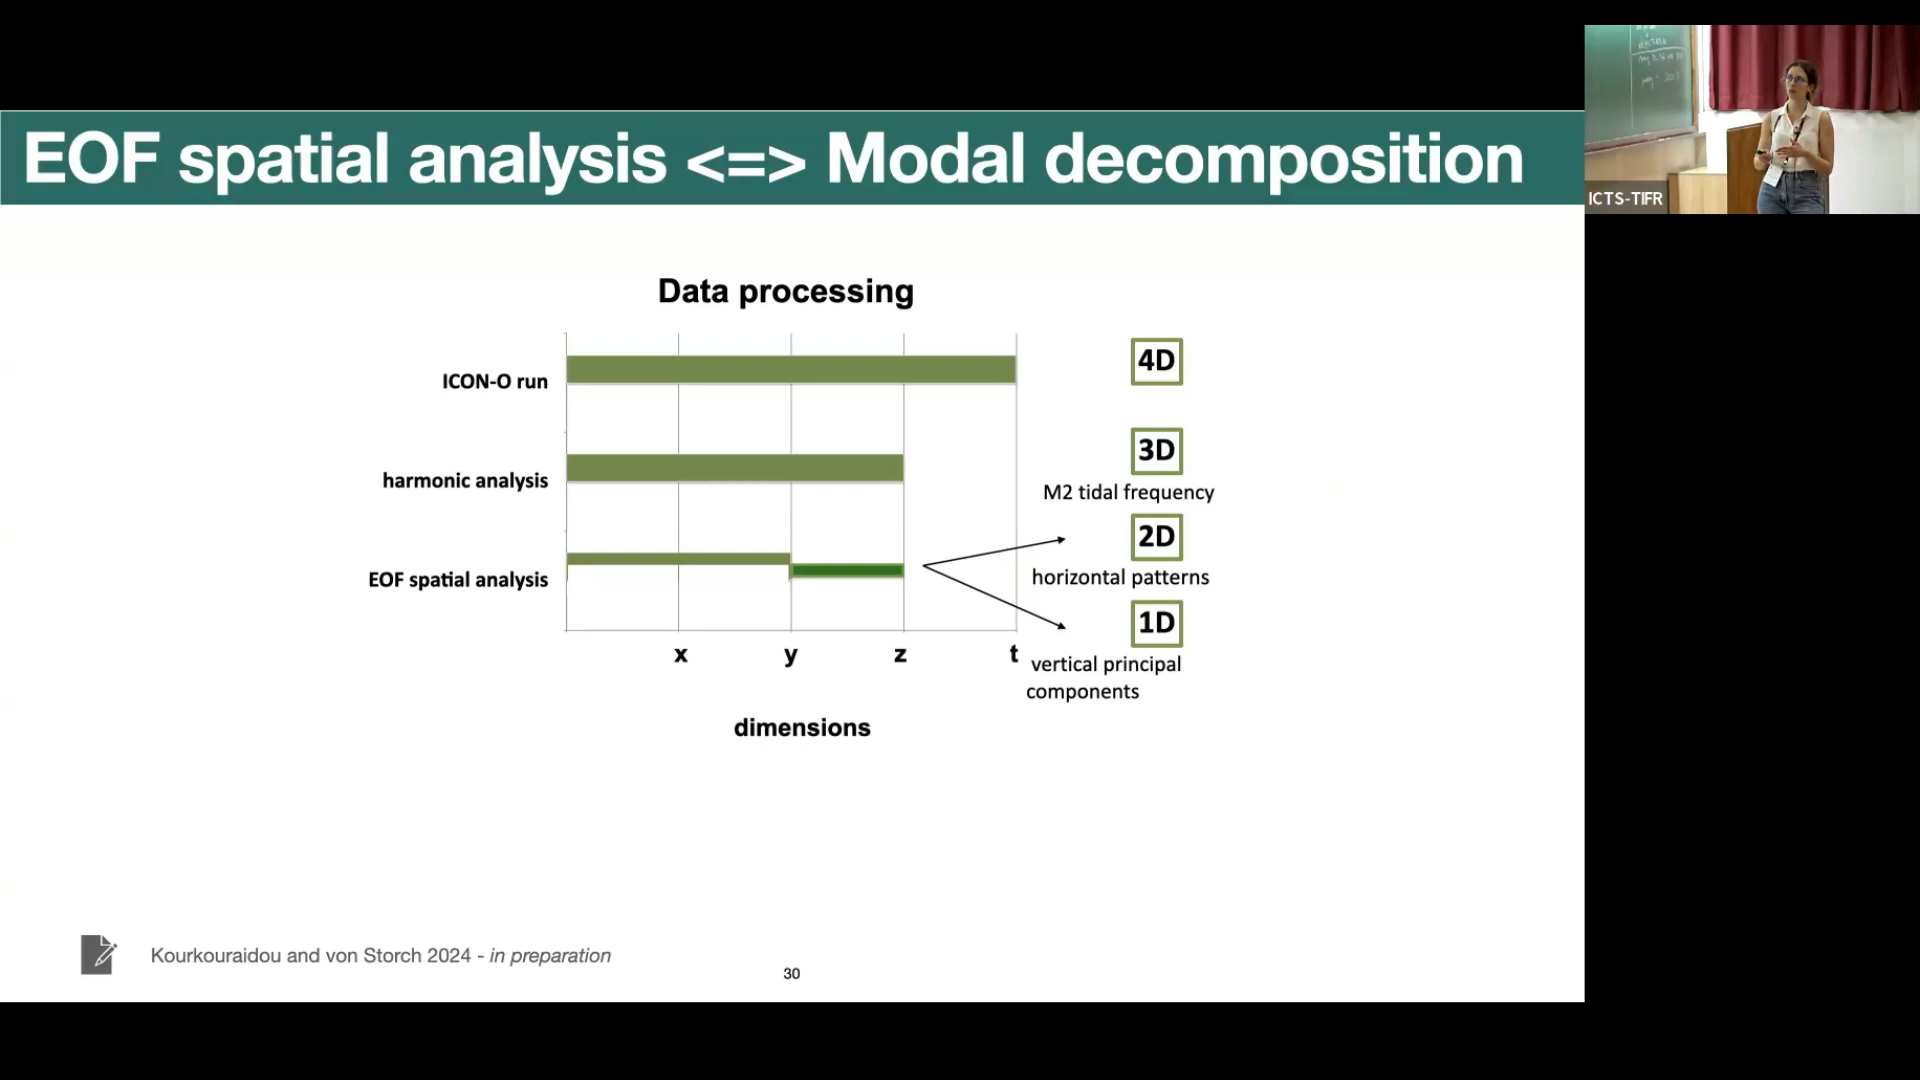 EOF spatial analysis <=> Modal decomposition
ICTS-TIFR
Data processing
ICON-O run
4D
harmonic analysis
3D
M2 tidal frequency
EOF spatial analysis
2D
horizontal patterns
1D
x y z t
vertical principal
components
dimensions
Kourkouraidou and von Storch 2024 - in preparation
30